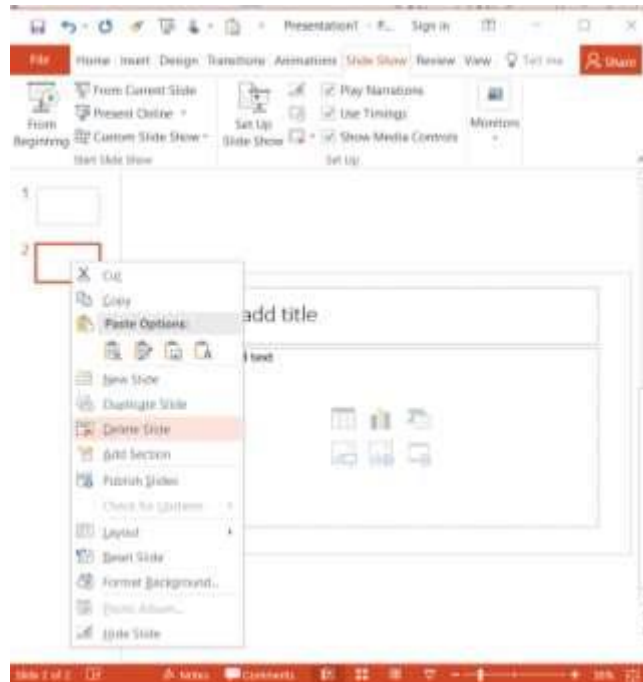 Presentation1 - P... Sign in
File Home Insert Design Transitions Animations Slide Show Review View Tell me Share
From Beginning
From Current Slide
Present Online
Custom Slide Show
Start Slide Show
Set Up Slide Show
Play Narrations
Use Timings
Show Media Controls
Set Up
Monitors
1
2
Cut
Copy
Paste Options:
New Slide
Duplicate Slide
Delete Slide
Add Section
Publish Slides
Check for Updates
Layout
Reset Slide
Format Background...
Photo Album...
Hide Slide
add title
text
Slide 2 of 2 Notes Comments 36%